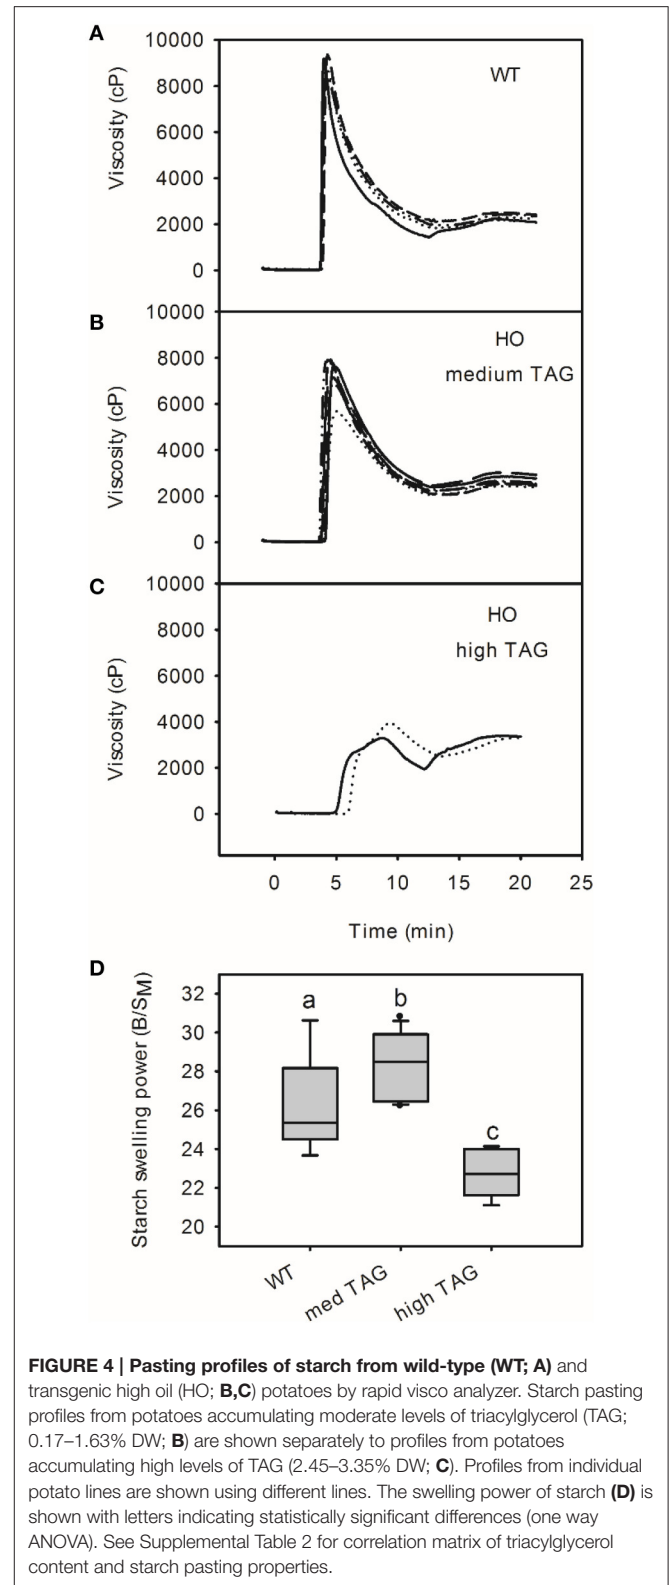 A
10000
8000
6000
4000
2000
0
Viscosity (cP)
WT
B
10000
8000
6000
4000
2000
0
Viscosity (cP)
HO
medium TAG
C
10000
8000
6000
4000
2000
0
Viscosity (cP)
HO
high TAG
0 5 10 15 20 25
Time (min)
D
32
30
28
26
24
22
20
Starch swelling power (B/SM)
a
b
c
WT
med TAG
high TAG
FIGURE 4 | Pasting profiles of starch from wild-type (WT; A) and
transgenic high oil (HO; B,C) potatoes by rapid visco analyzer. Starch pasting
profiles from potatoes accumulating moderate levels of triacylglycerol (TAG;
0.17–1.63% DW; B) are shown separately to profiles from potatoes
accumulating high levels of TAG (2.45–3.35% DW; C). Profiles from individual
potato lines are shown using different lines. The swelling power of starch (D) is
shown with letters indicating statistically significant differences (one way
ANOVA). See Supplemental Table 2 for correlation matrix of triacylglycerol
content and starch pasting properties.